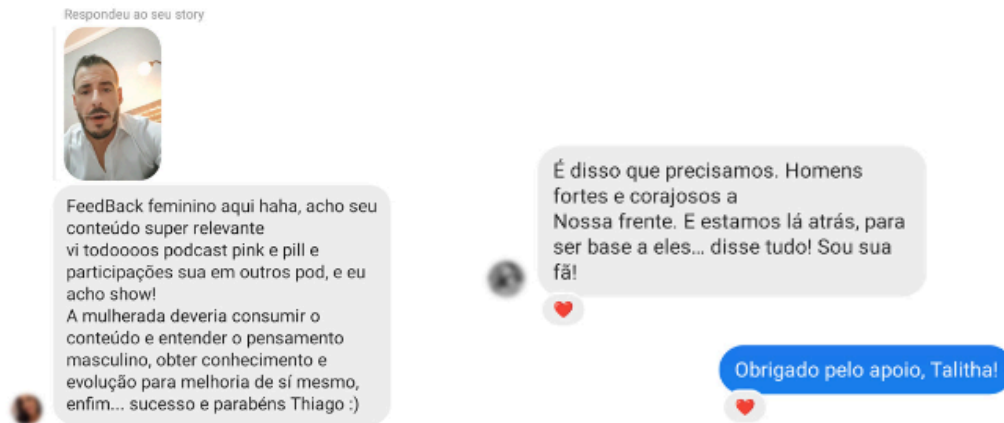 Respondeu ao seu story
FeedBack feminino aqui haha, acho seu
conteúdo super relevante
vi todoooos podcast pink e pill e
participações sua em outros pod, e eu
acho show!
A mulherada deveria consumir o
conteúdo e entender o pensamento
masculino, obter conhecimento e
evolução para melhoria de sí mesmo,
enfim... sucesso e parabéns Thiago :)
É disso que precisamos. Homens
fortes e corajosos a
Nossa frente. E estamos lá atrás, para
ser base a eles... disse tudo! Sou sua
fã!
Obrigado pelo apoio, Talitha!